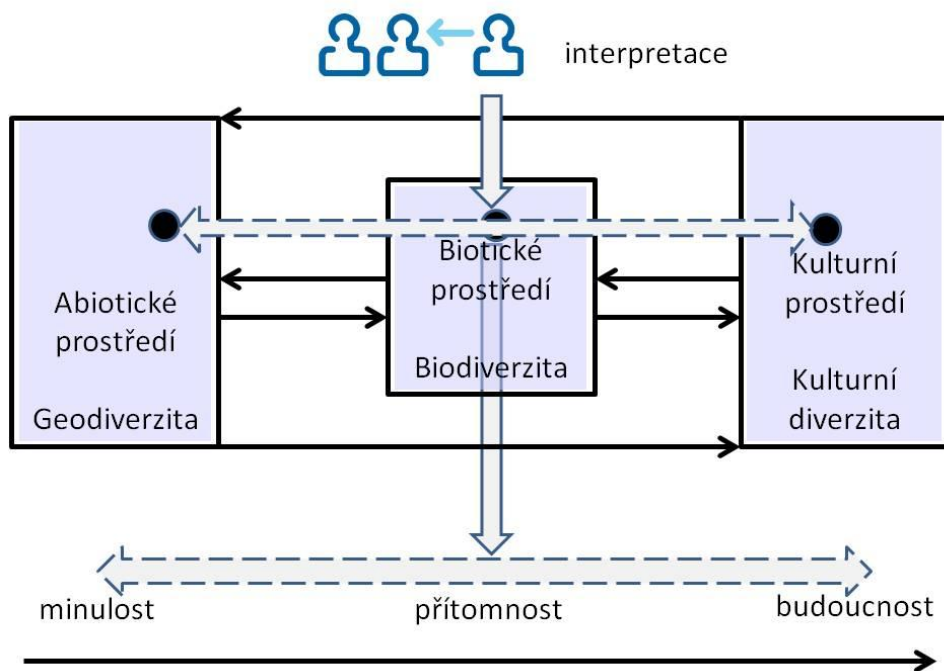 interpretace
Abiotické
prostředí
Geodiverzita
Biotické
prostředí
Biodiverzita
Kulturní
prostředí
Kulturní
diverzita
minulost
přítomnost
budoucnost